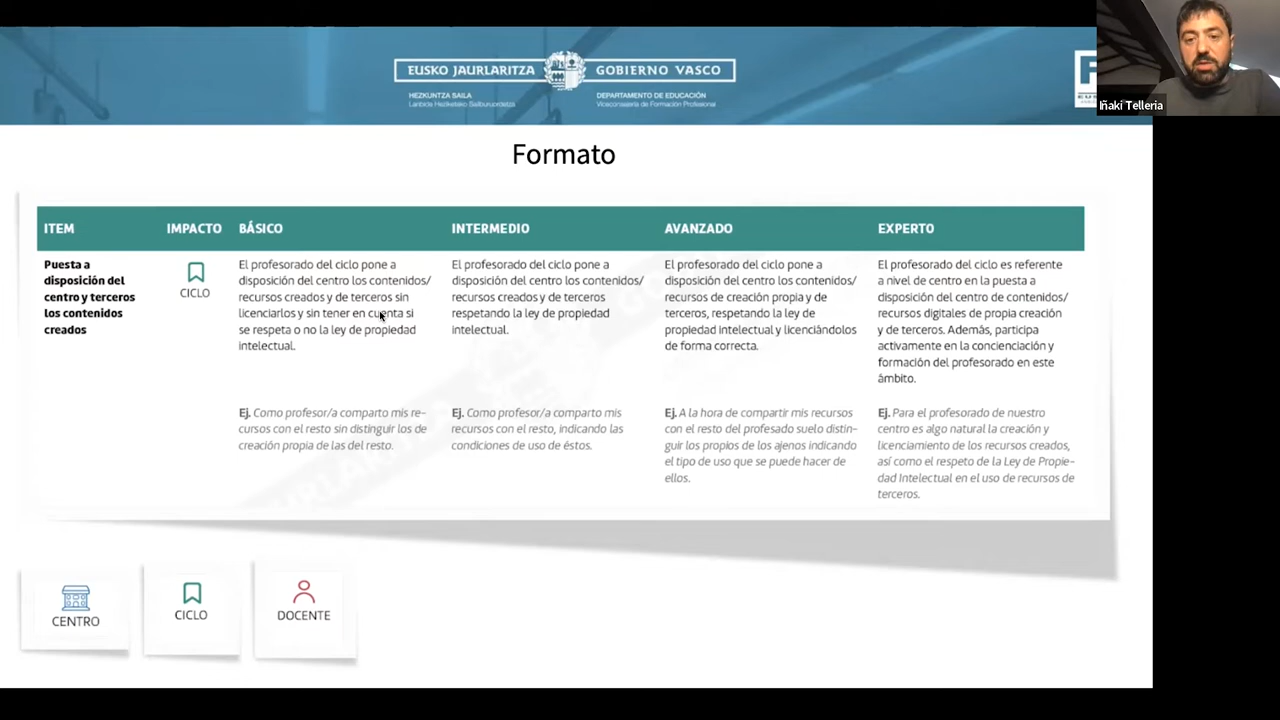 EUSKO JAURLARITZA
GOBIERNO VASCO
HEZKUNTZA SAILA
Lanbide Heziketako Sailburuordetza
DEPARTAMENTO DE EDUCACIÓN
Viceconsejería de Formación Profesional
Iñaki Telleria
Formato
ITEM
IMPACTO
BÁSICO
INTERMEDIO
AVANZADO
EXPERTO
Puesta a
disposición del
centro y terceros
los contenidos
creados
CICLO
El profesorado del ciclo pone a
disposición del centro los contenidos/
recursos creados y de terceros sin
licenciarlos y sin tener en cuenta si
se respeta o no la ley de propiedad
intelectual.
Ej. Como profesor/a comparto mis re-
cursos con el resto sin distinguir los de
creación propia de las del resto.
El profesorado del ciclo pone a
disposición del centro los contenidos/
recursos creados y de terceros
respetando la ley de propiedad
intelectual.
Ej. Como profesor/a comparto mis
recursos con el resto, indicando las
condiciones de uso de éstos.
El profesorado del ciclo pone a
disposición del centro los contenidos/
recursos de creación propia y de
terceros, respetando la ley de
propiedad intelectual y licenciándolos
de forma correcta.
Ej. A la hora de compartir mis recursos
con el resto del profesado suelo distin-
guir los propios de los ajenos indicando
el tipo de uso que se puede hacer de
ellos.
El profesorado del ciclo es referente
a nivel de centro en la puesta a
disposición del centro de contenidos/
recursos digitales de propia creación
y de terceros. Además, participa
activamente en la concienciación y
formación del profesorado en este
ámbito.
Ej. Para el profesorado de nuestro
centro es algo natural la creación y
licenciamiento de los recursos creados,
así como el respeto de la Ley de Propie-
dad Intelectual en el uso de recursos de
terceros.
CENTRO
CICLO
DOCENTE